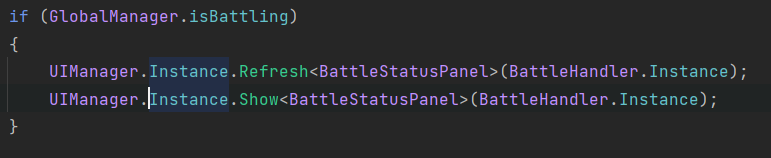 if (GlobalManager.isBattling)
{
    UIManager.Instance.Refresh<BattleStatusPanel>(BattleHandler.Instance);
    UIManager.Instance.Show<BattleStatusPanel>(BattleHandler.Instance);
}